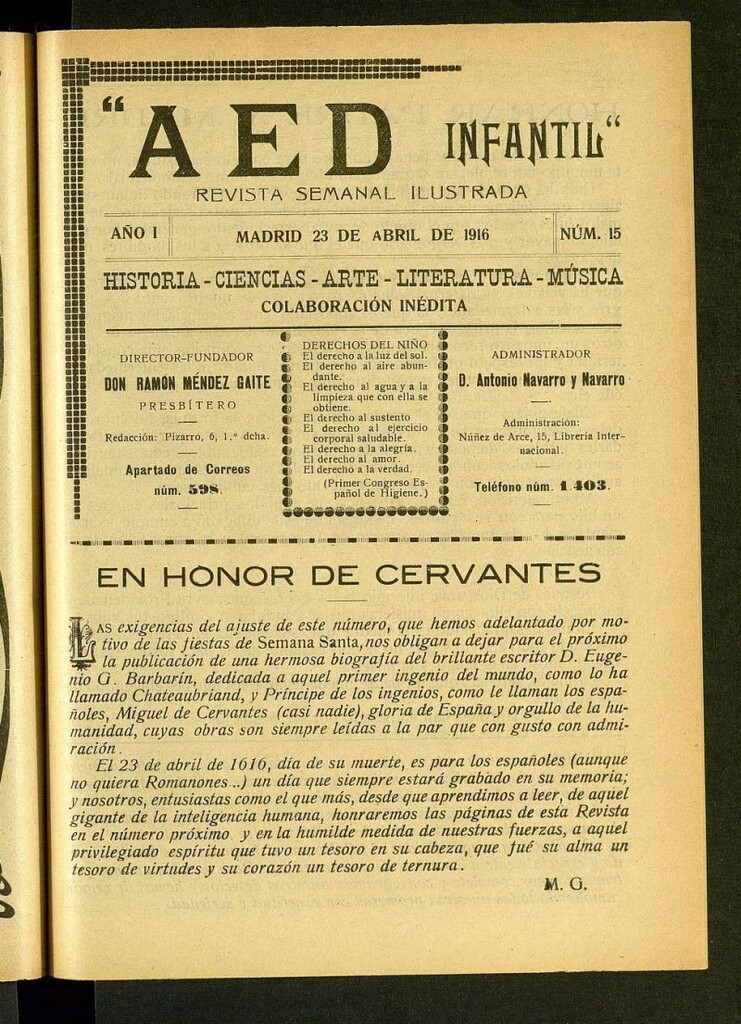 “AED INFANTIL“
REVISTA SEMANAL ILUSTRADA
AÑO I
MADRID 23 DE ABRIL DE 1916
NÚM. 15
HISTORIA - CIENCIAS - ARTE - LITERATURA - MÚSICA
COLABORACIÓN INÉDITA
DIRECTOR-FUNDADOR
DON RAMÓN MÉNDEZ GAITE
PRESBÍTERO
Redacción: Pizarro, 6, 1.º dcha.
Apartado de Correos
núm. 598.
DERECHOS DEL NIÑO
El derecho a la luz del sol.
El derecho al aire abun-
dante.
El derecho al agua y a la
limpieza que con ella se
obtiene.
El derecho al sustento
El derecho al ejercicio
corporal saludable.
El derecho a la alegría.
El derecho al amor.
El derecho a la verdad.
(Primer Congreso Es-
pañol de Higiene.)
ADMINISTRADOR
D. Antonio Navarro y Navarro
Administración:
Núñez de Arce, 15, Librería Inter-
nacional.
Teléfono núm. 1.403.
EN HONOR DE CERVANTES
LAS exigencias del ajuste de este número, que hemos adelantado por mo-
tivo de las fiestas de Semana Santa, nos obligan a dejar para el próximo
la publicación de una hermosa biografía del brillante escritor D. Euge-
nio G. Barbarín, dedicada a aquel primer ingenio del mundo, como lo ha
llamado Chateaubriand, y Príncipe de los ingenios, como le llaman los espa-
ñoles, Miguel de Cervantes (casi nadie), gloria de España y orgullo de la hu-
manidad, cuyas obras son siempre leídas a la par que con gusto con admi-
ración.
El 23 de abril de 1616, día de su muerte, es para los españoles (aunque
no quiera Romanones...) un día que siempre estará grabado en su memoria;
y nosotros, entusiastas como el que más, desde que aprendimos a leer, de aquel
gigante de la inteligencia humana, honraremos las páginas de esta Revista
en el número próximo y en la humilde medida de nuestras fuerzas, a aquel
privilegiado espíritu que tuvo un tesoro en su cabeza, que fué su alma un
tesoro de virtudes y su corazón un tesoro de ternura.
M. G.